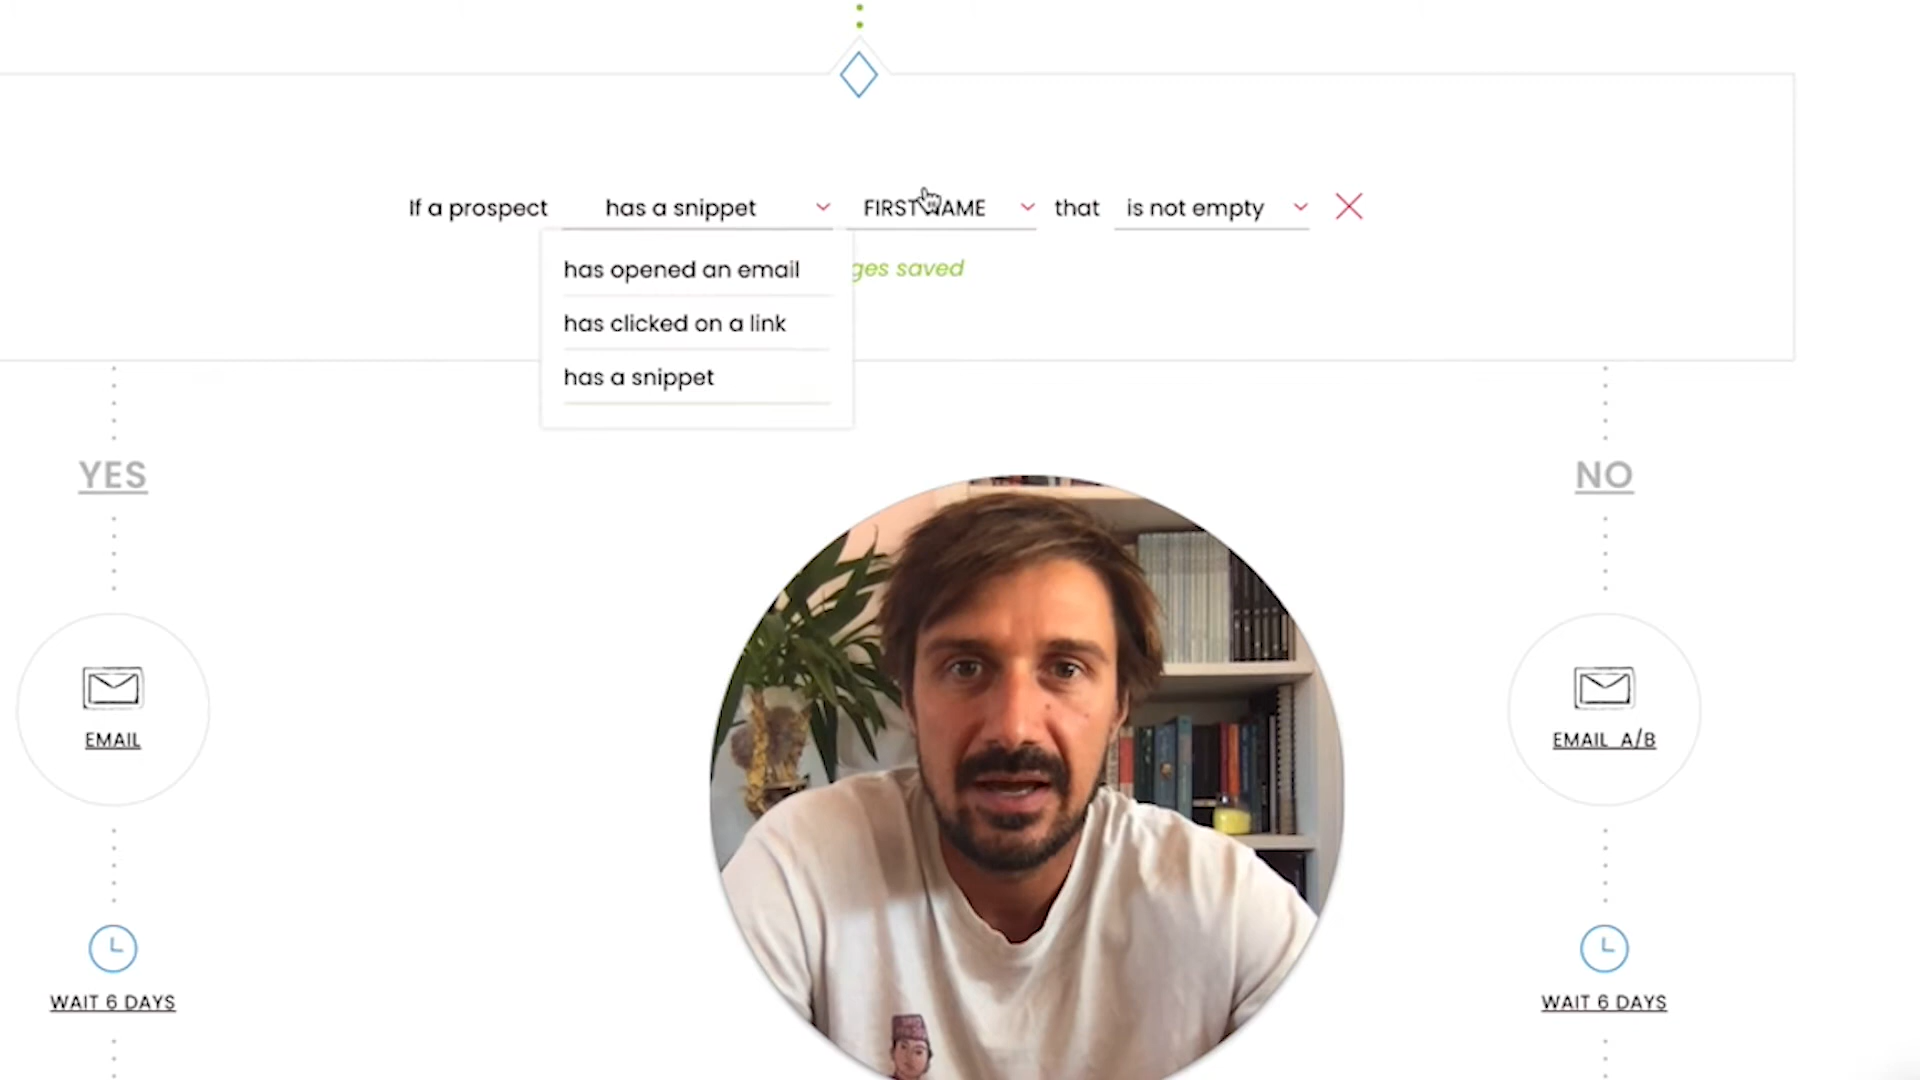 If a prospect has a snippet FIRST NAME that is not empty
has opened an email
ges saved
has clicked on a link
has a snippet
YES
NO
EMAIL
EMAIL A/B
WAIT 6 DAYS
WAIT 6 DAYS